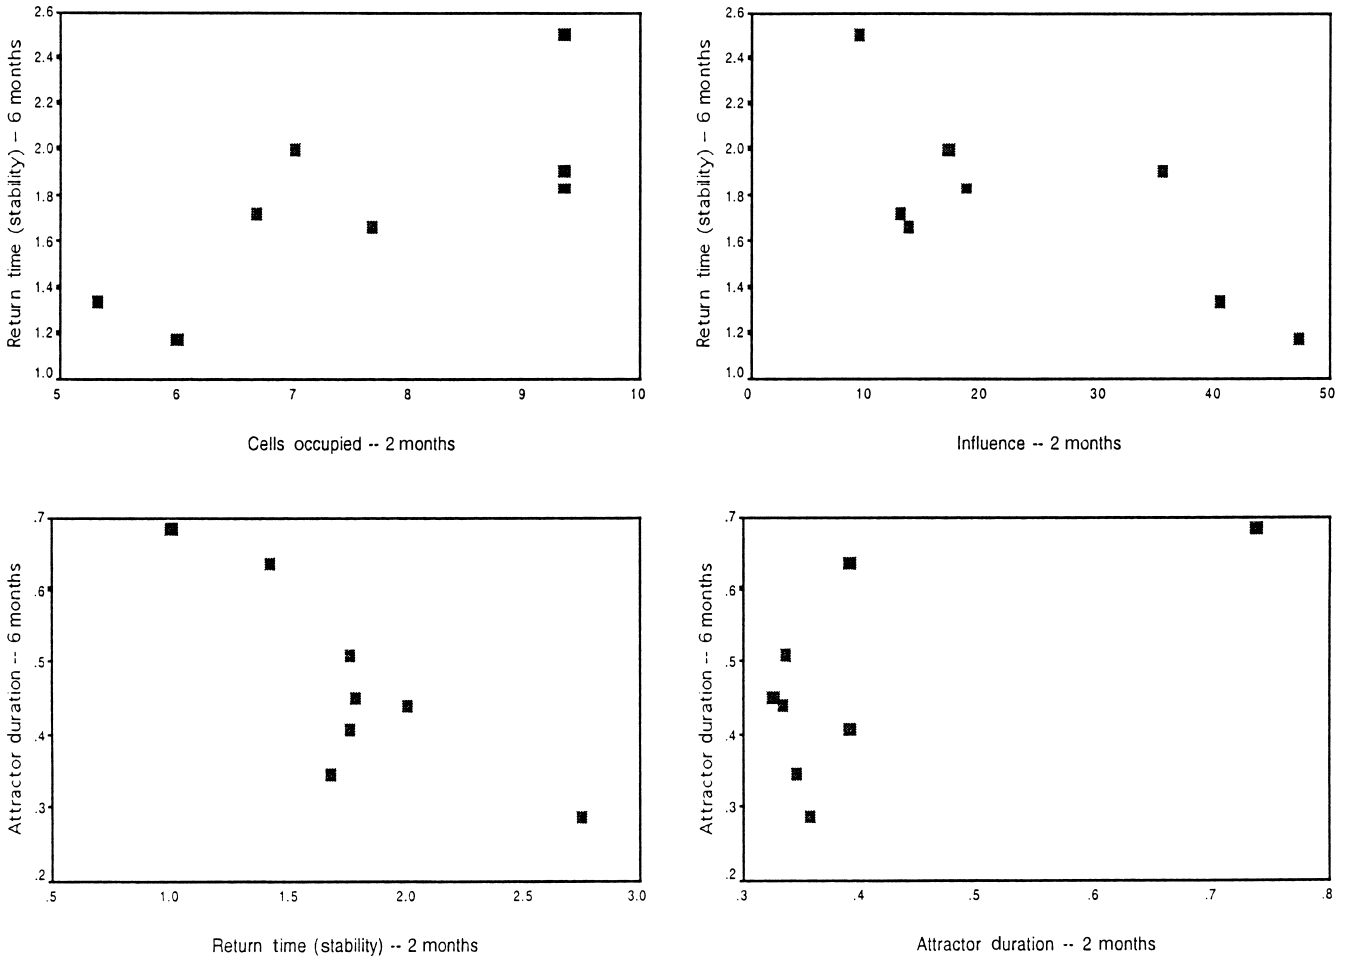 2.6
2.4
2.2
2.0
1.8
1.6
1.4
1.2
1.0
Return time (stability) – 6 months
5 6 7 8 9 10
Cells occupied -- 2 months
2.6
2.4
2.2
2.0
1.8
1.6
1.4
1.2
1.0
Return time (stability) – 6 months
0 10 20 30 40 50
Influence -- 2 months
.7
.6
.5
.4
.3
.2
Attractor duration -- 6 months
.5 1.0 1.5 2.0 2.5 3.0
Return time (stability) -- 2 months
.7
.6
.5
.4
.3
.2
Attractor duration -- 6 months
.3 .4 .5 .6 .7 .8
Attractor duration -- 2 months